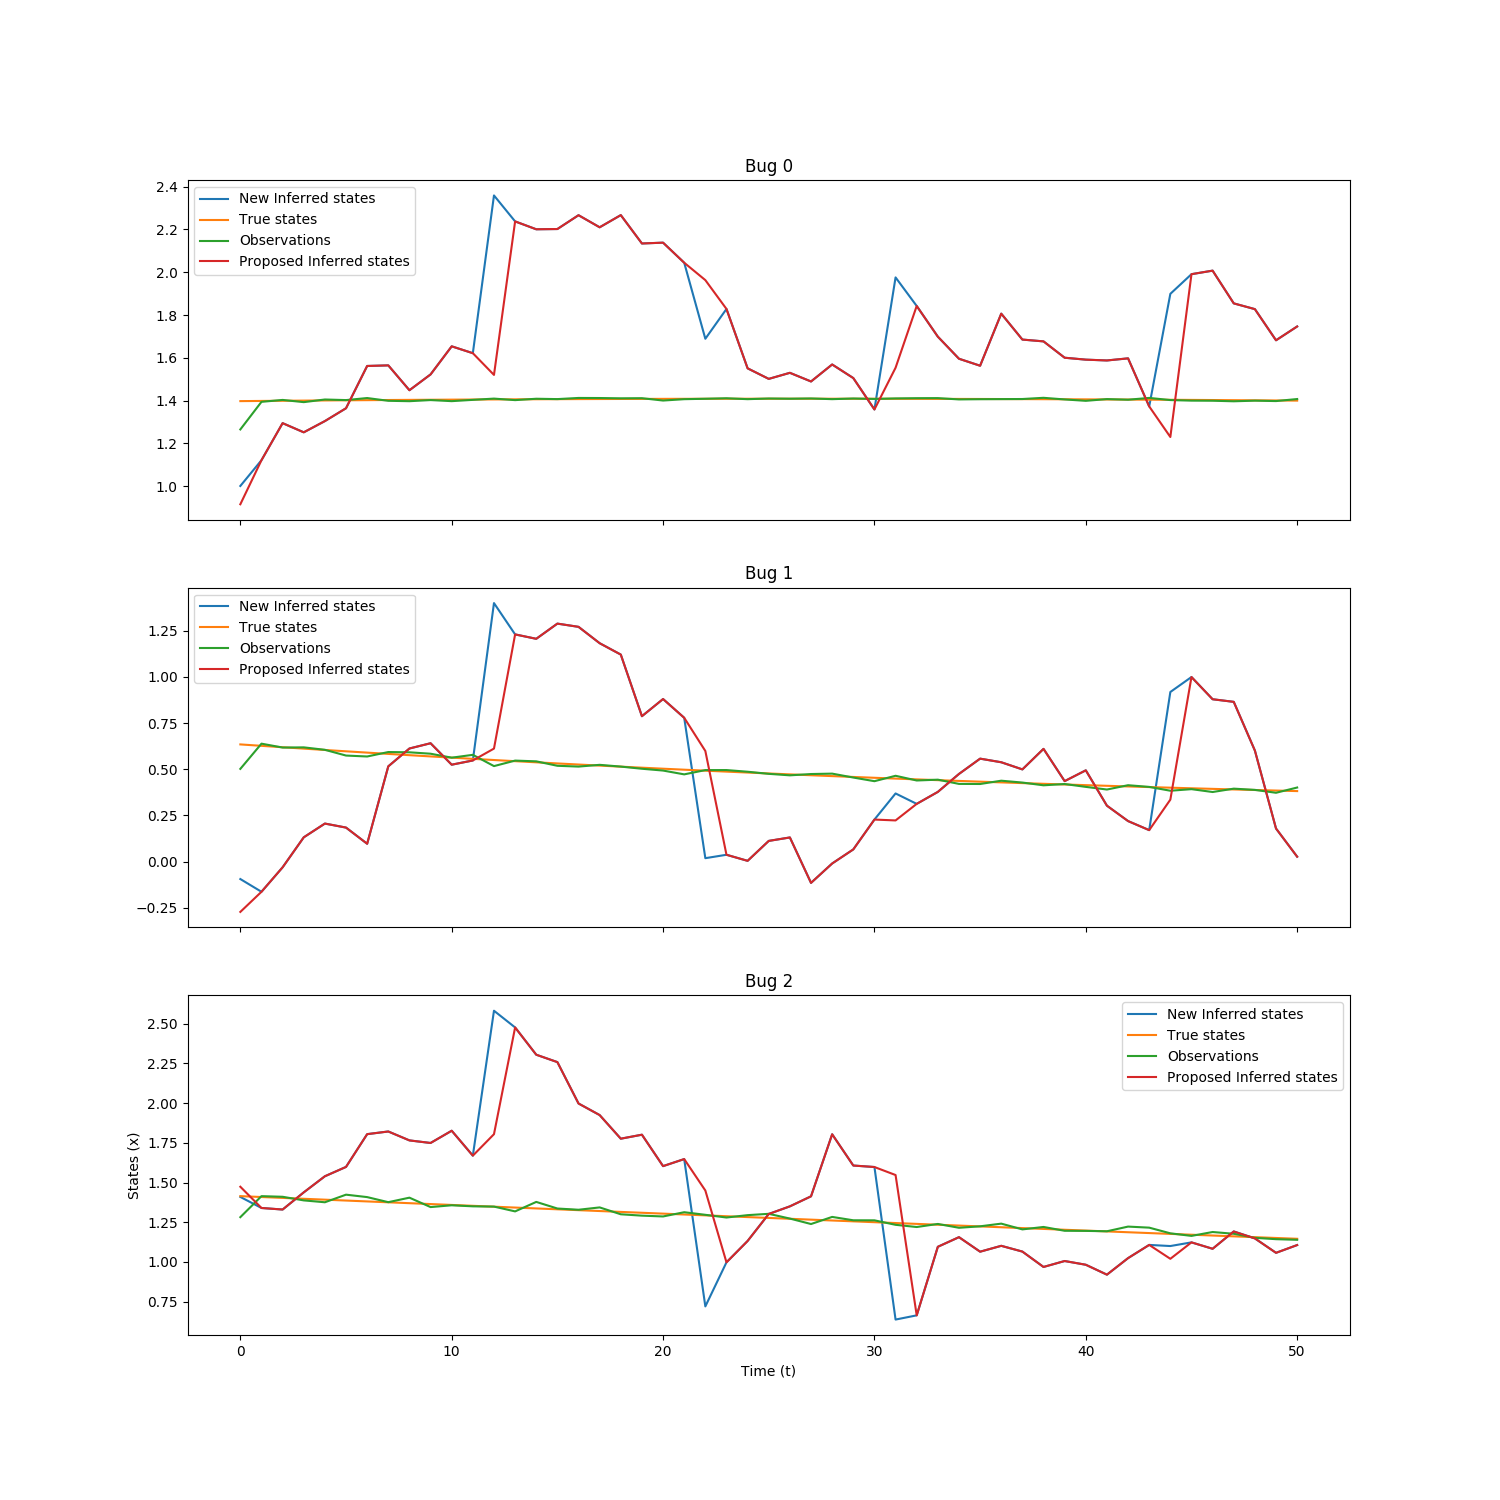 Bug 0
2.4
2.2
2.0
1.8
1.6
1.4
1.2
1.0
New Inferred states
True states
Observations
Proposed Inferred states
Bug 1
1.25
1.00
0.75
0.50
0.25
0.00
−0.25
New Inferred states
True states
Observations
Proposed Inferred states
Bug 2
States (x)
2.50
2.25
2.00
1.75
1.50
1.25
1.00
0.75
New Inferred states
True states
Observations
Proposed Inferred states
0 10 20 30 40 50
Time (t)